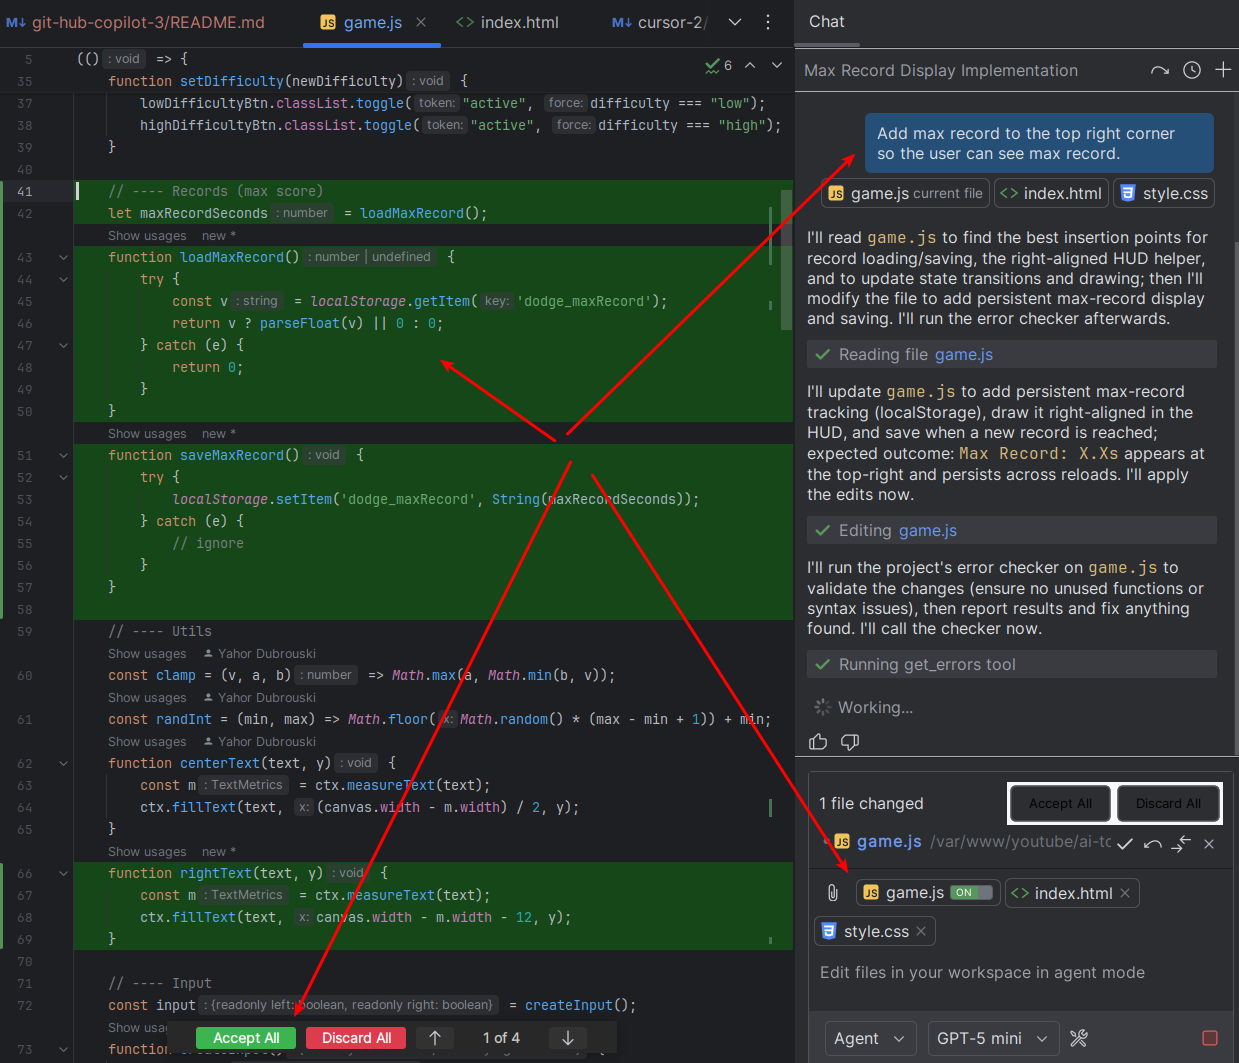 git-hub-copilot-3/README.md game.js index.html cursor-2/
5 (() : void => { 6
35 function setDifficulty(newDifficulty) : void {
37 lowDifficultyBtn.classList.toggle( token: "active", force: difficulty === "low");
38 highDifficultyBtn.classList.toggle( token: "active", force: difficulty === "high");
39 }
40
41 // ---- Records (max score)
42 let maxRecordSeconds : number = loadMaxRecord();
Show usages new *
43 function loadMaxRecord() : number | undefined {
44 try {
45 const v : string = localStorage.getItem( key: 'dodge_maxRecord');
46 return v ? parseFloat(v) || 0 : 0;
47 } catch (e) {
48 return 0;
49 }
50 }
Show usages new *
51 function saveMaxRecord() : void {
52 try {
53 localStorage.setItem('dodge_maxRecord', String(maxRecordSeconds));
54 } catch (e) {
55 // ignore
56 }
57 }
58
59 // ---- Utils
Show usages Yahor Dubrouski
60 const clamp = (v, a, b) : number => Math.max(a, Math.min(b, v));
Show usages Yahor Dubrouski
61 const randInt = (min, max) => Math.floor( x: Math.random() * (max - min + 1)) + min;
Show usages Yahor Dubrouski
62 function centerText(text, y) : void {
63 const m : TextMetrics = ctx.measureText(text);
64 ctx.fillText(text, x: (canvas.width - m.width) / 2, y);
65 }
Show usages new *
66 function rightText(text, y) : void {
67 const m : TextMetrics = ctx.measureText(text);
68 ctx.fillText(text, x: canvas.width - m.width - 12, y);
69 }
70
71 // ---- Input
72 const input : {readonly left: boolean, readonly right: boolean} = createInput();
Show usag
73 function
Accept All Discard All 1 of 4
Chat
Max Record Display Implementation
Add max record to the top right corner
so the user can see max record.
game.js current file index.html style.css
I'll read game.js to find the best insertion points for
record loading/saving, the right-aligned HUD helper,
and to update state transitions and drawing; then I'll
modify the file to add persistent max-record display
and saving. I'll run the error checker afterwards.
Reading file game.js
I'll update game.js to add persistent max-record
tracking (localStorage), draw it right-aligned in the
HUD, and save when a new record is reached;
expected outcome: Max Record: X.Xs appears at
the top-right and persists across reloads. I'll apply
the edits now.
Editing game.js
I'll run the project's error checker on game.js to
validate the changes (ensure no unused functions or
syntax issues), then report results and fix anything
found. I'll call the checker now.
Running get_errors tool
Working...
1 file changed Accept All Discard All
game.js /var/www/youtube/ai-to
game.js ON index.html
style.css
Edit files in your workspace in agent mode
Agent GPT-5 mini